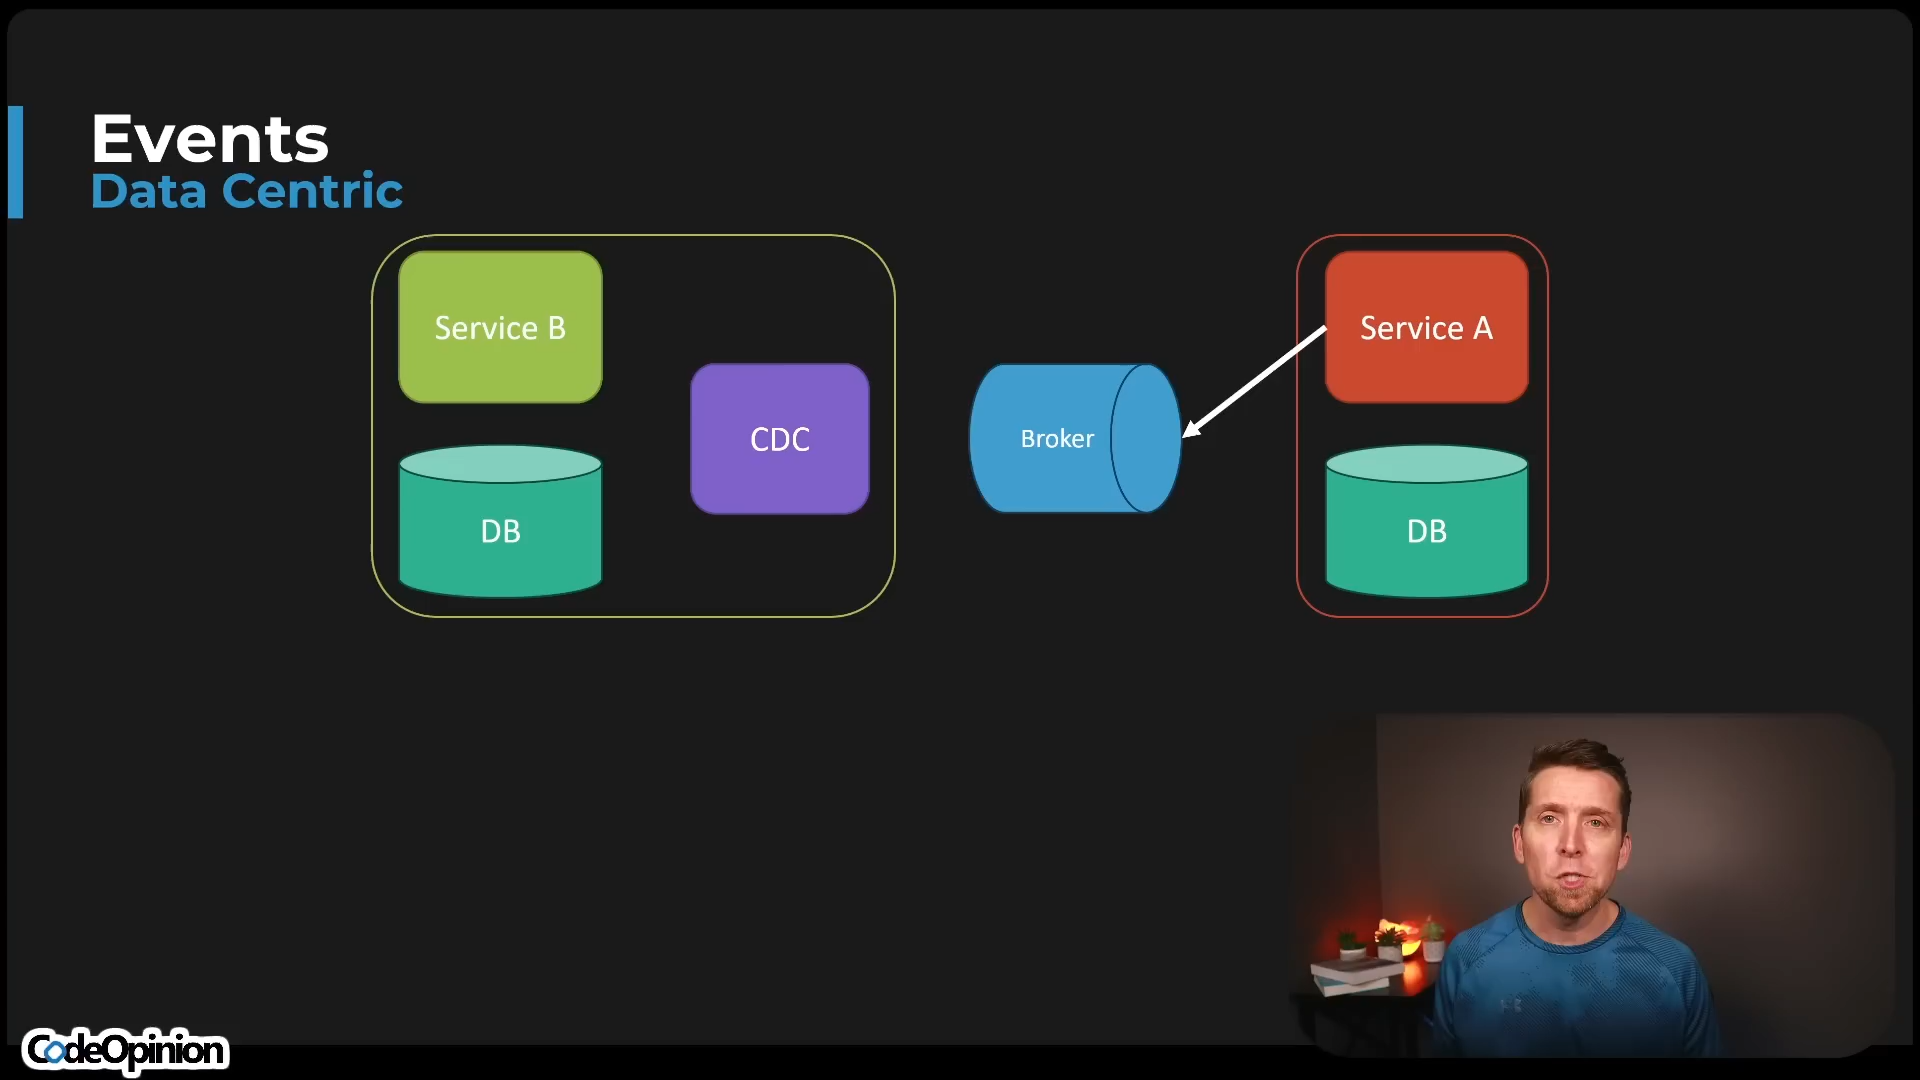 Events
Data Centric
Service B
Service A
CDC
Broker
DB
DB
CodeOpinion